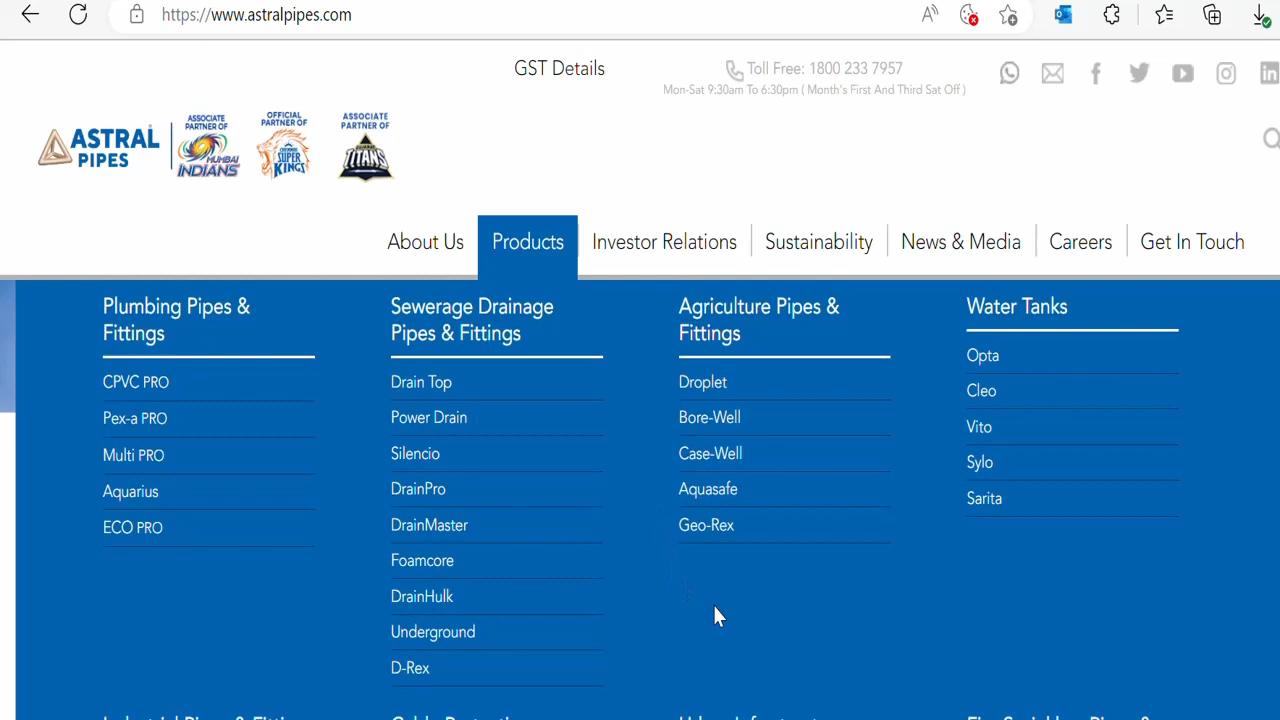 https://www.astralpipes.com
GST Details
Toll Free: 1800 233 7957
Mon-Sat 9:30am To 6:30pm ( Month's First And Third Sat Off )
ASTRAL
PIPES
ASSOCIATE
PARTNER OF
MUMBAI
INDIANS
OFFICIAL
PARTNER OF
CHENNAI
SUPER
KINGS
ASSOCIATE
PARTNER OF
GUJARAT
TITANS
About Us
Products
Investor Relations
Sustainability
News & Media
Careers
Get In Touch
Plumbing Pipes &
Fittings
CPVC PRO
Pex-a PRO
Multi PRO
Aquarius
ECO PRO
Sewerage Drainage
Pipes & Fittings
Drain Top
Power Drain
Silencio
DrainPro
DrainMaster
Foamcore
DrainHulk
Underground
D-Rex
Agriculture Pipes &
Fittings
Droplet
Bore-Well
Case-Well
Aquasafe
Geo-Rex
Water Tanks
Opta
Cleo
Vito
Sylo
Sarita